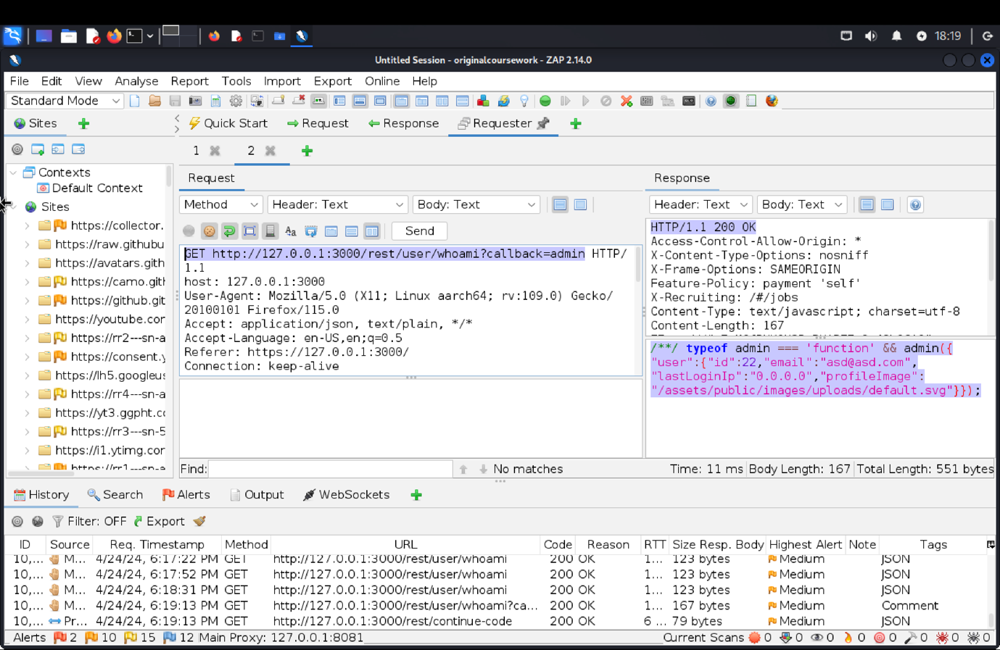 18:19
Untitled Session - originalcoursework - ZAP 2.14.0
File Edit View Analyse Report Tools Import Export Online Help
Standard Mode
Sites
Quick Start Request Response Requester
1 2
Contexts
Default Context
Sites
https://collector.
https://raw.githubu
https://avatars.gith
https://camo.gith
https://github.git
https://youtube.cor
https://rr2---sn-a
https://consent.y
https://lh5.googleus
https://rr4---sn-a
https://yt3.ggpht.co
https://rr3---sn-5
https://i1.ytimg.cor
https://rr1---sn-a
Request
Method Header: Text Body: Text
Send
GET http://127.0.0.1:3000/rest/user/whoami?callback=admin HTTP/
1.1
host: 127.0.0.1:3000
User-Agent: Mozilla/5.0 (X11; Linux aarch64; rv:109.0) Gecko/
20100101 Firefox/115.0
Accept: application/json, text/plain, */*
Accept-Language: en-US,en;q=0.5
Referer: https://127.0.0.1:3000/
Connection: keep-alive
Response
Header: Text Body: Text
HTTP/1.1 200 OK
Access-Control-Allow-Origin: *
X-Content-Type-Options: nosniff
X-Frame-Options: SAMEORIGIN
Feature-Policy: payment 'self'
X-Recruiting: /#/jobs
Content-Type: text/javascript; charset=utf-8
Content-Length: 167
/**/ typeof admin === 'function' && admin({
"user":{"id":22,"email":"asd@asd.com",
"lastLoginIp":"0.0.0.0","profileImage":
"/assets/public/images/uploads/default.svg"}});
Find: No matches
Time: 11 ms Body Length: 167 Total Length: 551 bytes
History Search Alerts Output WebSockets
Filter: OFF Export
ID Source Req. Timestamp Method URL Code Reason RTT Size Resp. Body Highest Alert Note Tags
10,... M... 4/24/24, 6:17:22 PM GET http://127.0.0.1:3000/rest/user/whoami 200 OK 1... 123 bytes Medium JSON
10,... M... 4/24/24, 6:17:52 PM GET http://127.0.0.1:3000/rest/user/whoami 200 OK 1... 123 bytes Medium JSON
10,... M... 4/24/24, 6:18:31 PM GET http://127.0.0.1:3000/rest/user/whoami 200 OK 1... 123 bytes Medium JSON
10,... M... 4/24/24, 6:19:13 PM GET http://127.0.0.1:3000/rest/user/whoami?ca... 200 OK 1... 167 bytes Medium Comment
10,... Pr... 4/24/24, 6:19:13 PM GET http://127.0.0.1:3000/rest/continue-code 200 OK 6 ... 79 bytes Medium JSON
Alerts 2 10 15 12 Main Proxy: 127.0.0.1:8081
Current Scans 0 0 0 0 0 0 0 0